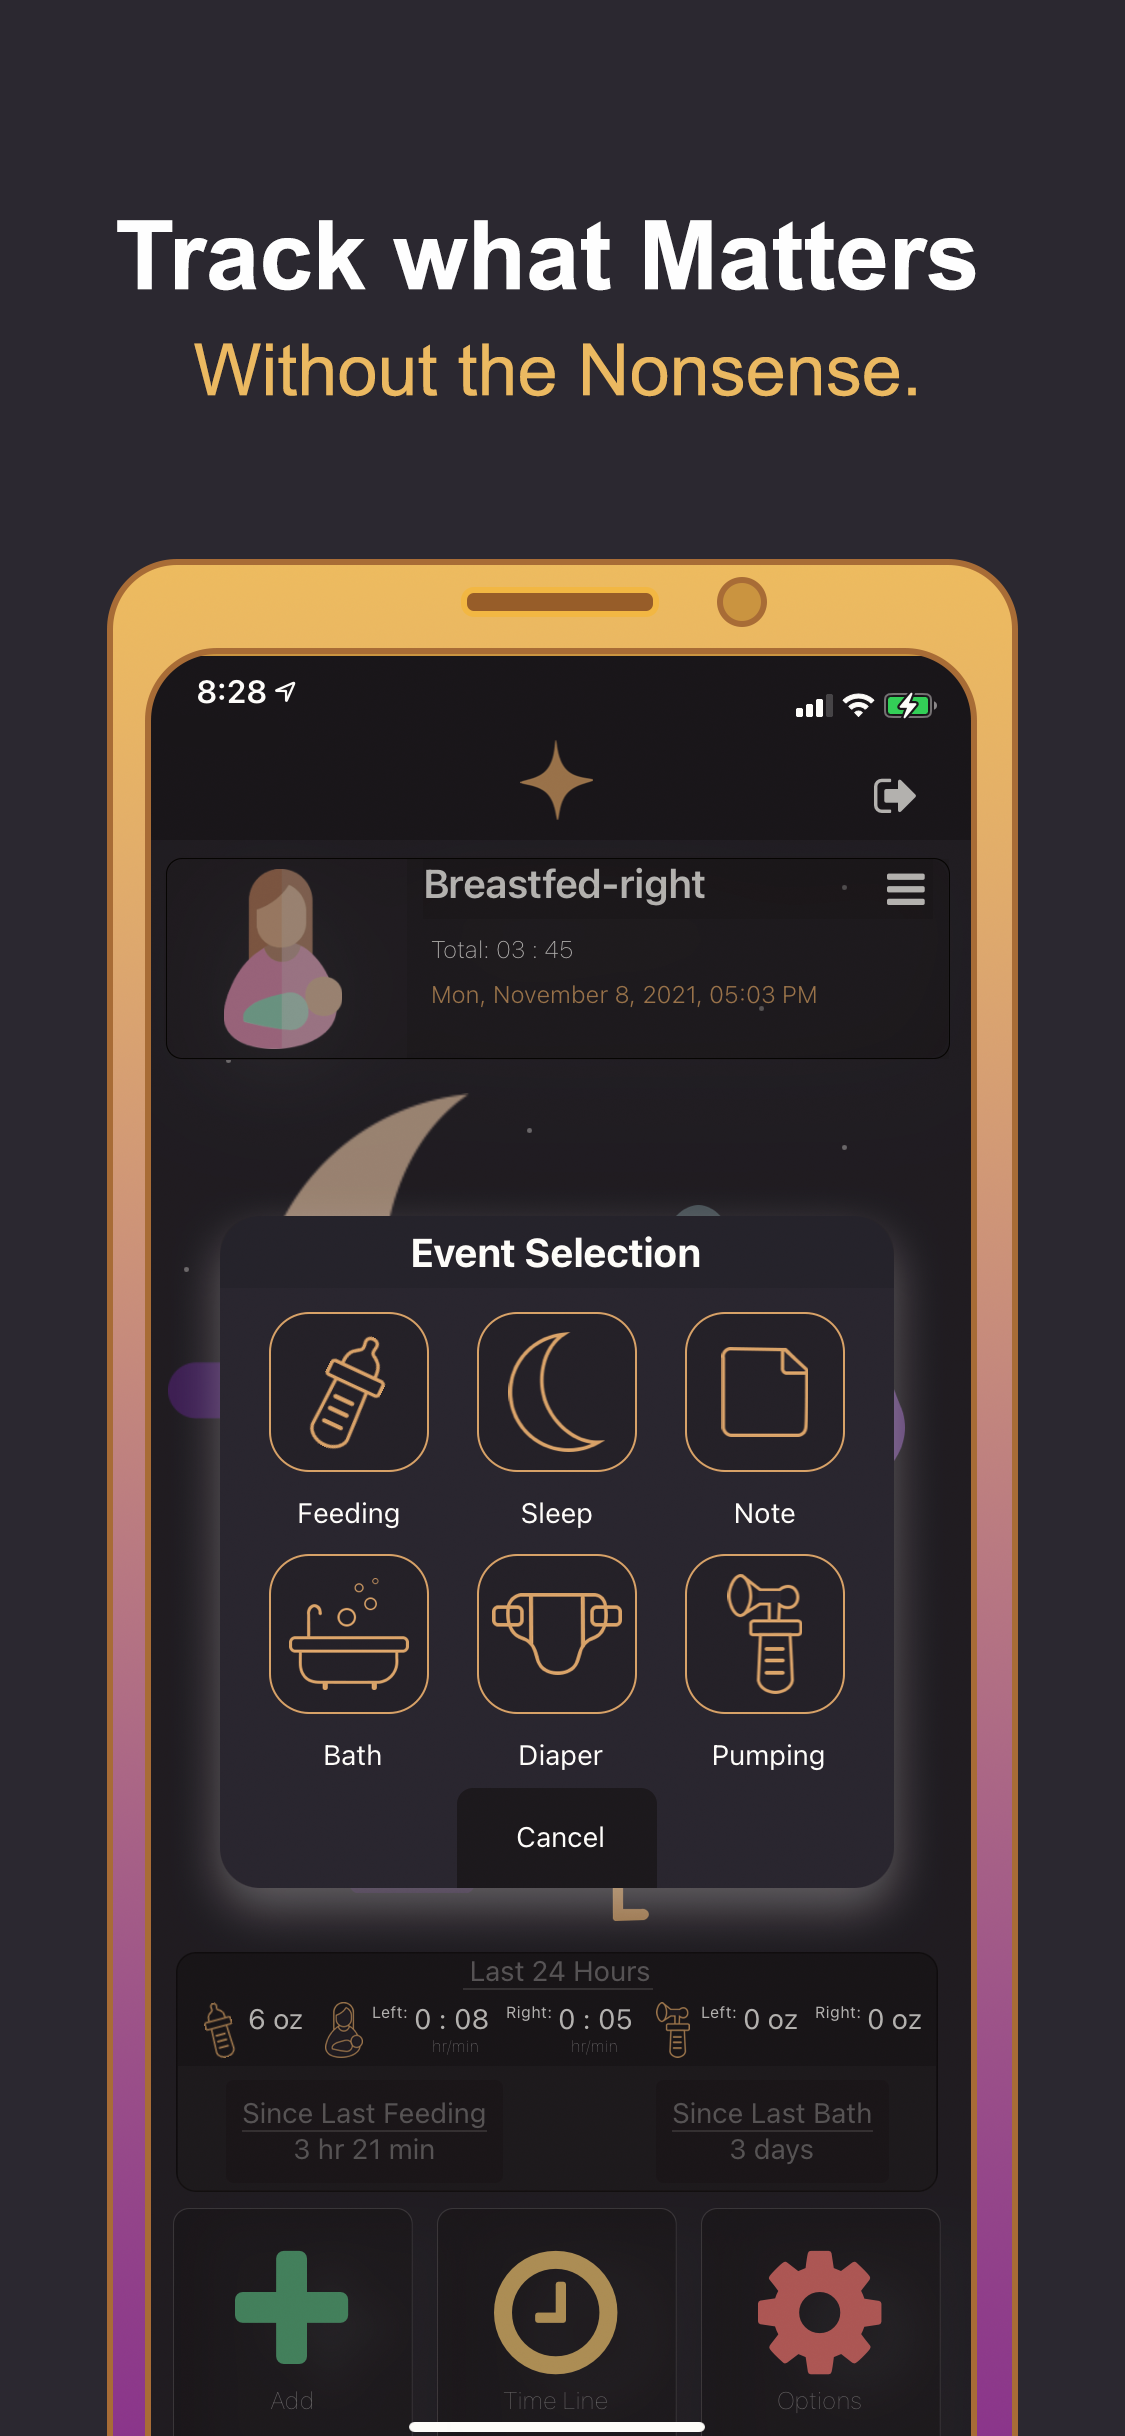 Track what Matters
Without the Nonsense.
8:28
Breastfed-right
Total: 03 : 45
Mon, November 8, 2021, 05:03 PM
Event Selection
Feeding Sleep Note
Bath Diaper Pumping
Cancel
Last 24 Hours
6 oz Left: 0 : 08 Right: 0 : 05 Left: 0 oz Right: 0 oz
hr/min hr/min
Since Last Feeding Since Last Bath
3 hr 21 min 3 days
Add Time Line Options